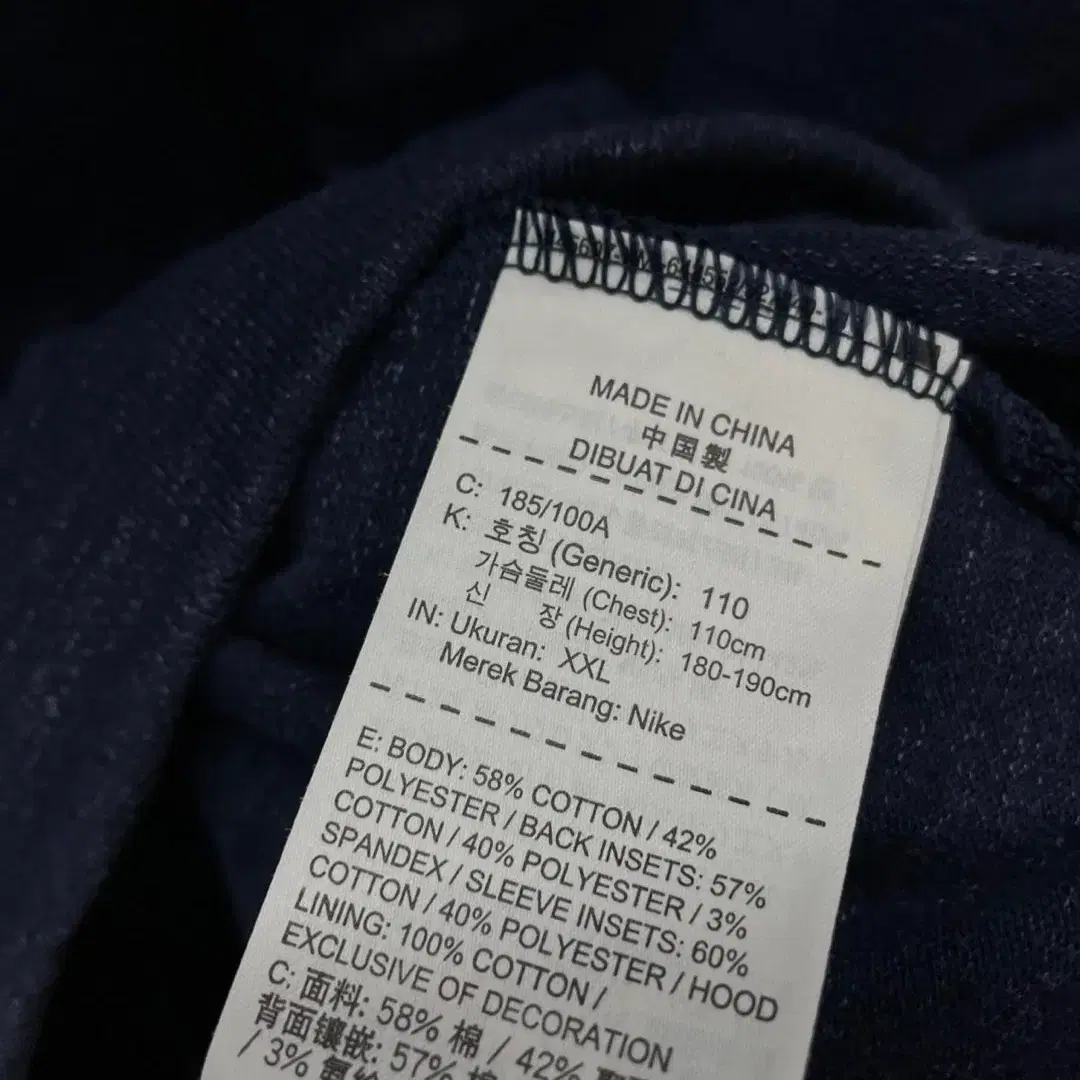 MADE IN CHINA
中国製
DIBUAT DI CINA
C: 185/100A
K: 호칭 (Generic): 110
가슴둘레 (Chest): 110cm
신 장 (Height): 180-190cm
IN: Ukuran: XXL
Merek Barang: Nike
E: BODY: 58% COTTON / 42%
POLYESTER / BACK INSETS: 57%
COTTON / 40% POLYESTER / 3%
SPANDEX / SLEEVE INSETS: 60%
COTTON / 40% POLYESTER / HOOD
LINING: 100% COTTON /
EXCLUSIVE OF DECORATION
C: 面料: 58% 棉 / 42%
背面镶嵌: 57%
/ 3%